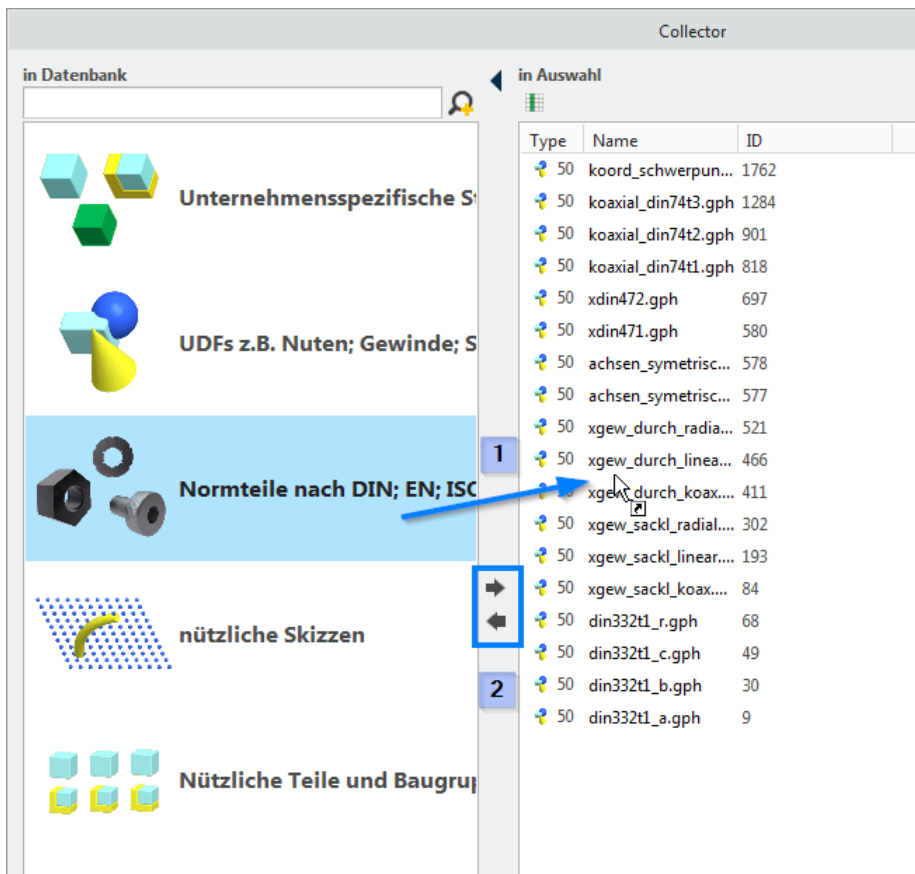 Collector
in Datenbank
in Auswahl
Type Name ID
Unternehmensspezifische
UDFs z.B. Nuten; Gewinde; S
Normteile nach DIN; EN; ISO
nützliche Skizzen
Nützliche Teile und
1
2
50 koord_schwerpun... 1762
50 koaxial_din74t3.gph 1284
50 koaxial_din74t2.gph 901
50 koaxial_din74t1.gph 818
50 xdin472.gph 697
50 xdin471.gph 580
50 achsen_symetrisc... 578
50 achsen_symetrisc... 577
50 xgew_durch_radia... 521
50 xgew_durch_linea... 466
50 xgew_durch_koax.... 411
50 xgew_sackl_radial.... 302
50 xgew_sackl_linear.... 193
50 xgew_sackl_koax.... 84
50 din332t1_r.gph 68
50 din332t1_c.gph 49
50 din332t1_b.gph 30
50 din332t1_a.gph 9